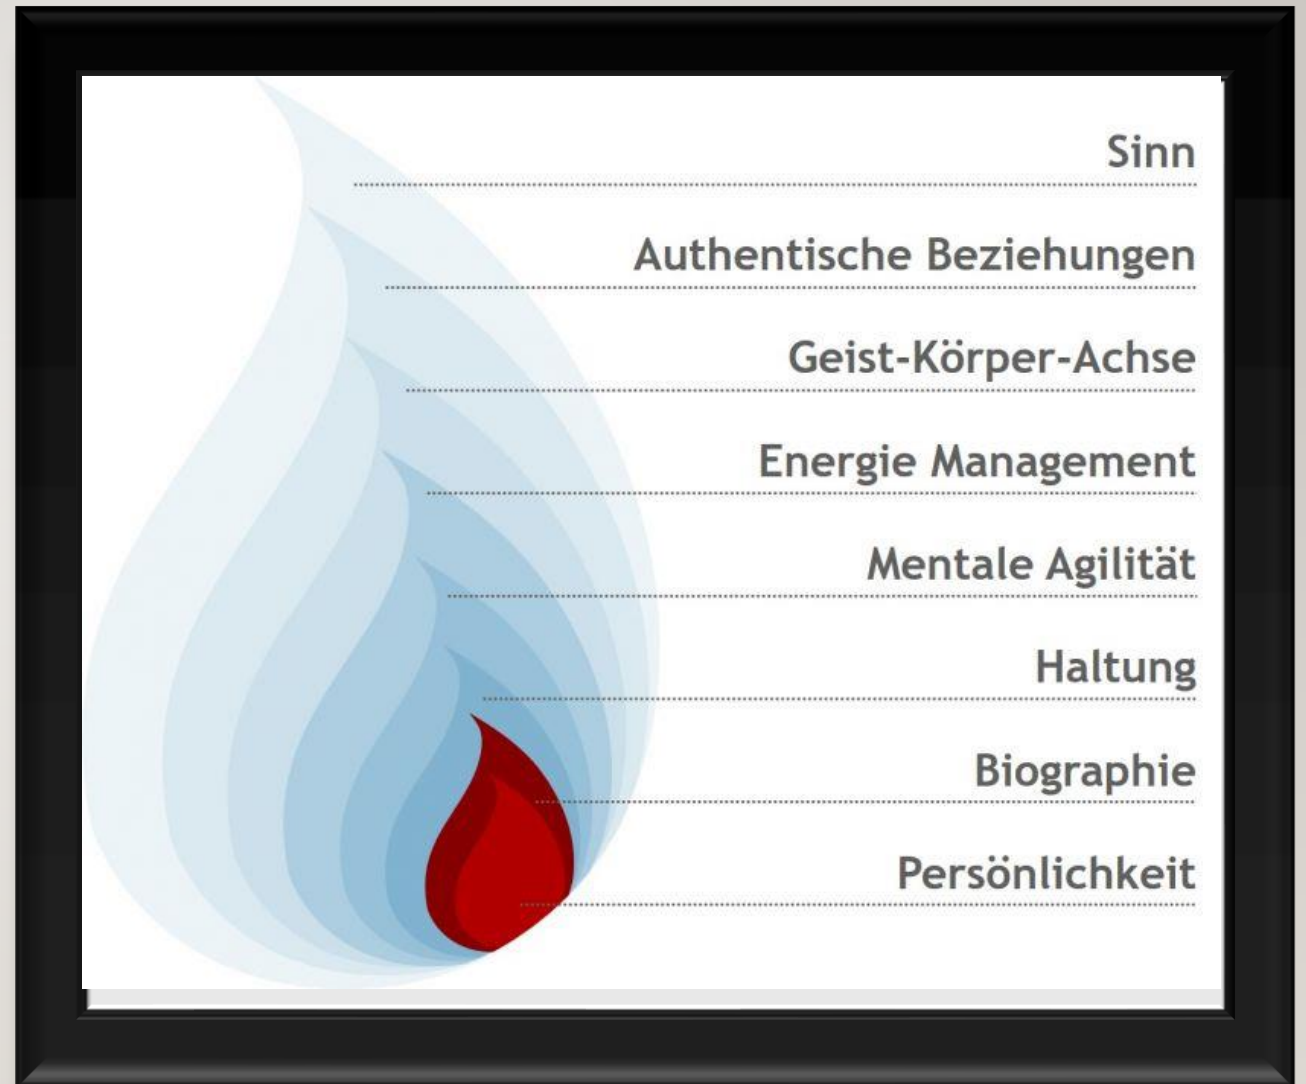 Sinn
Authentische Beziehungen
Geist-Körper-Achse
Energie Management
Mentale Agilität
Haltung
Biographie
Persönlichkeit